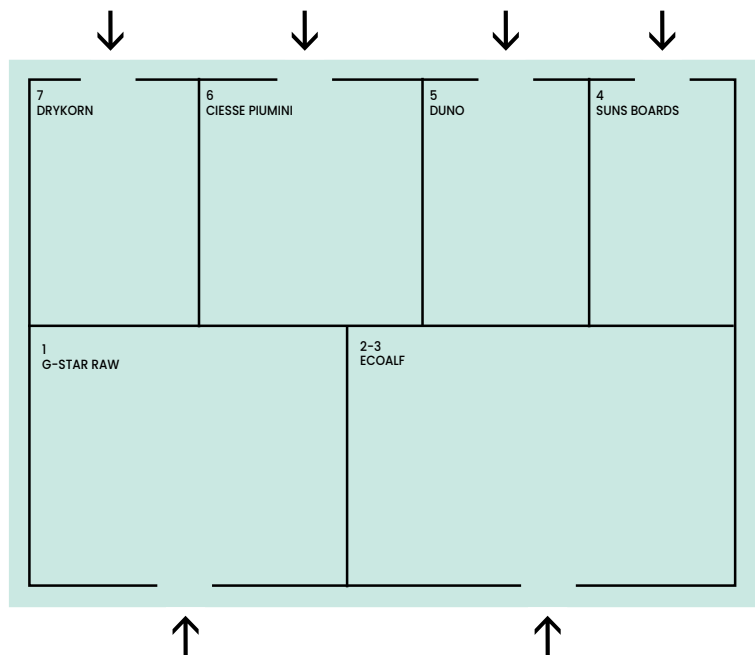 7
DRYKORN
6
CIESSE PIUMINI
5
DUNO
4
SUNS BOARDS
1
G-STAR RAW
2-3
ECOALF